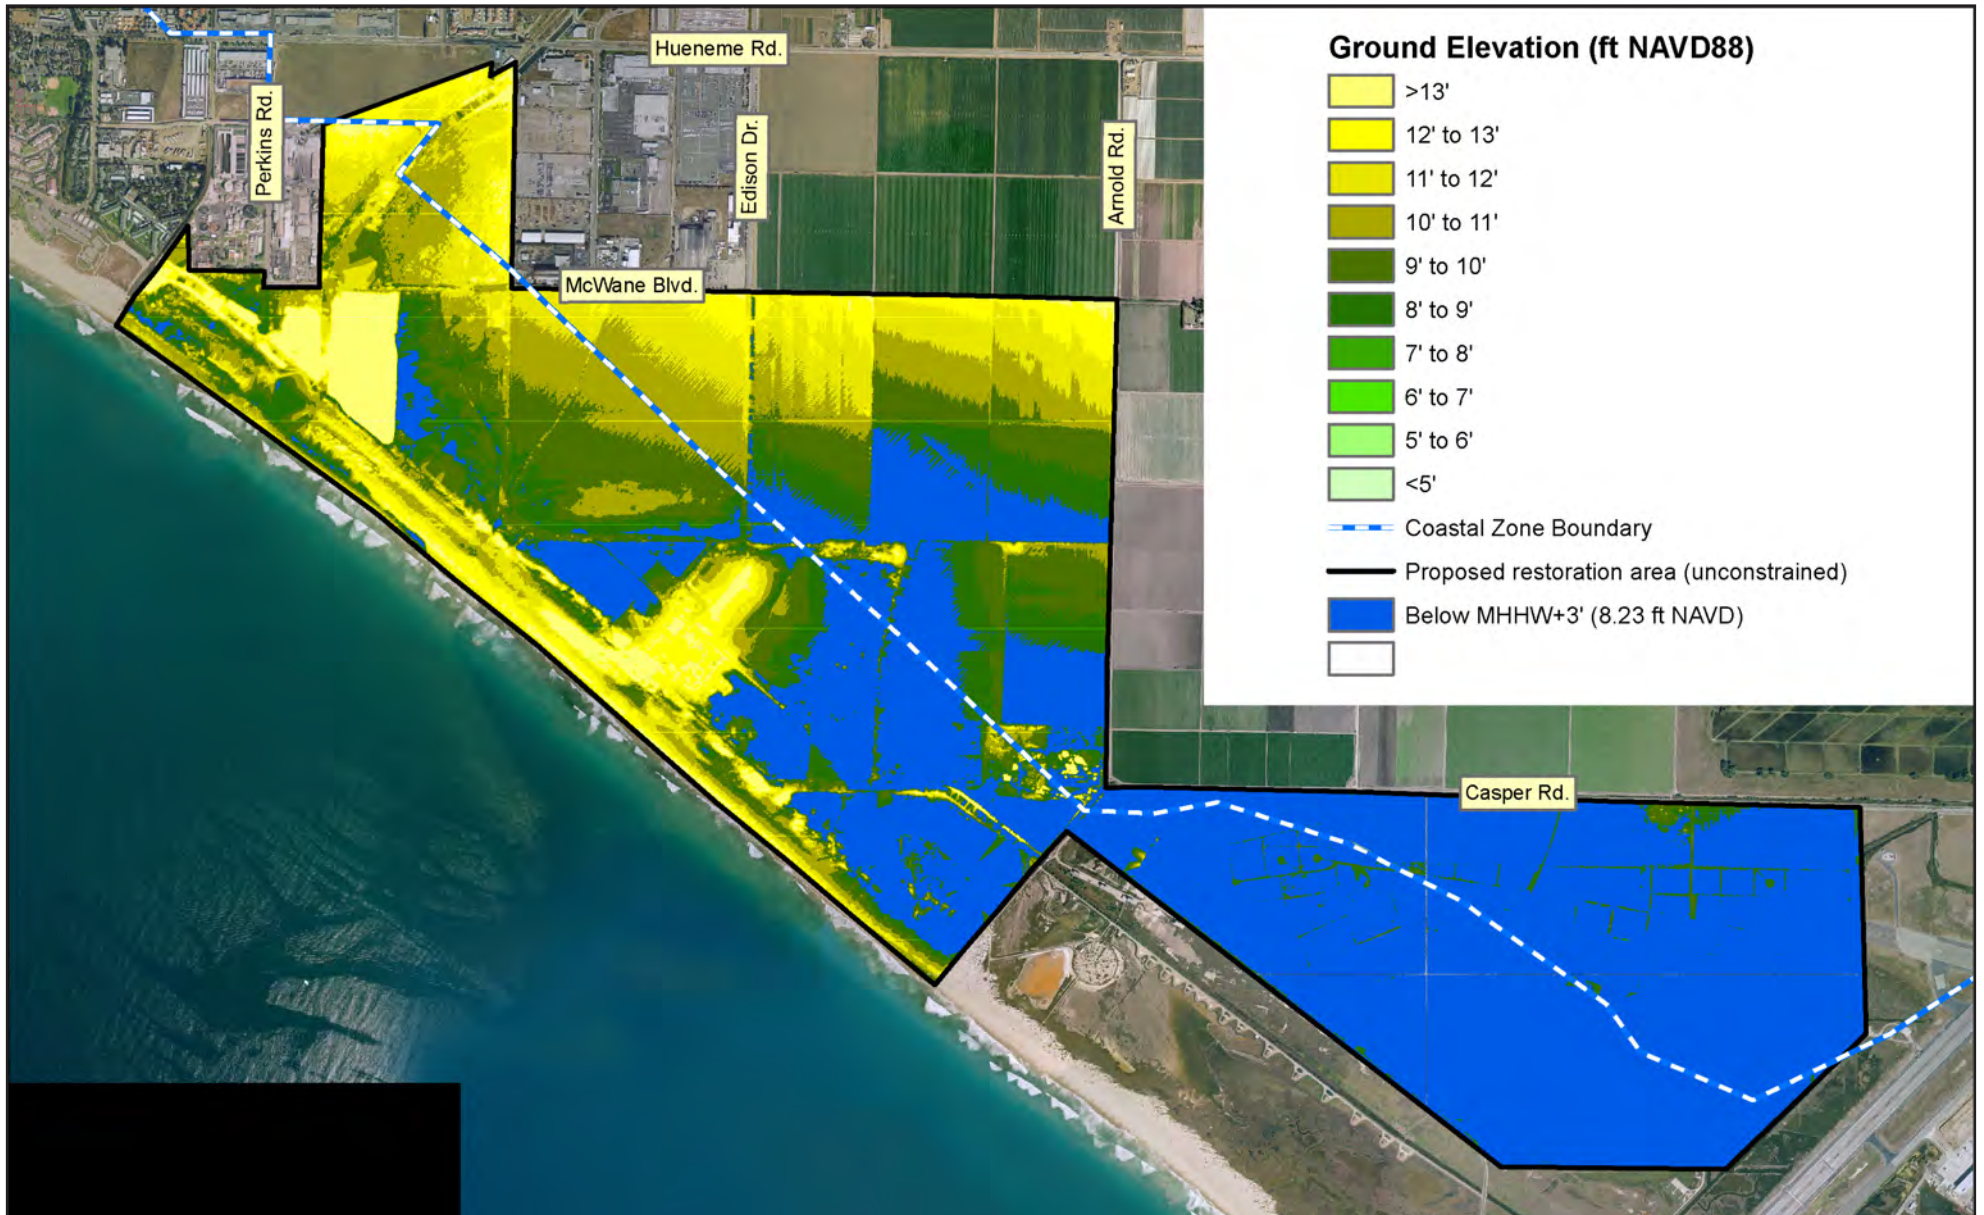 Hueneme Rd.
Perkins Rd.
Edison Dr.
Arnold Rd.
McWane Blvd.
Casper Rd.
Ground Elevation (ft NAVD88)
>13'
12' to 13'
11' to 12'
10' to 11'
9' to 10'
8' to 9'
7' to 8'
6' to 7'
5' to 6'
<5'
Coastal Zone Boundary
Proposed restoration area (unconstrained)
Below MHHW+3' (8.23 ft NAVD)